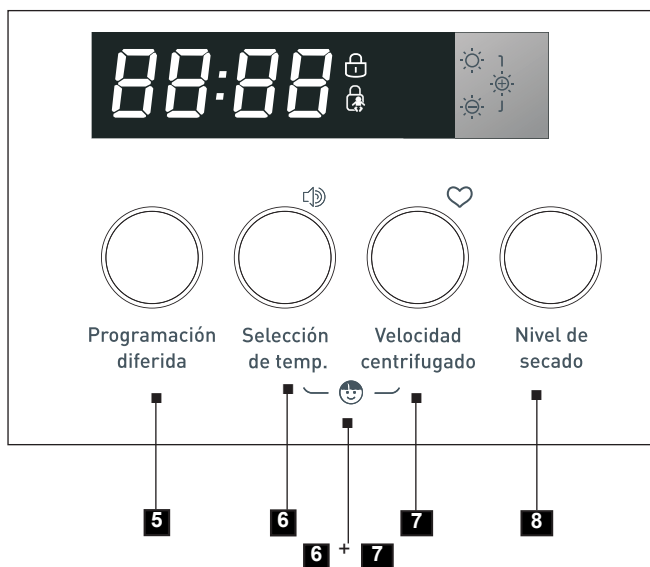 88:88
Programación
diferida
Selección
de temp.
Velocidad
centrifugado
Nivel de
secado
5
6
7
8
6 + 7